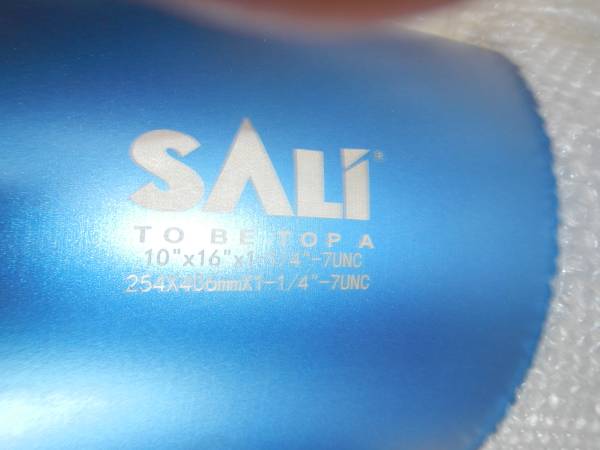 SALI®
TO BE TOP A
10"x16"x1-1/4"-7UNC
254X406mmX1-1/4"-7UNC